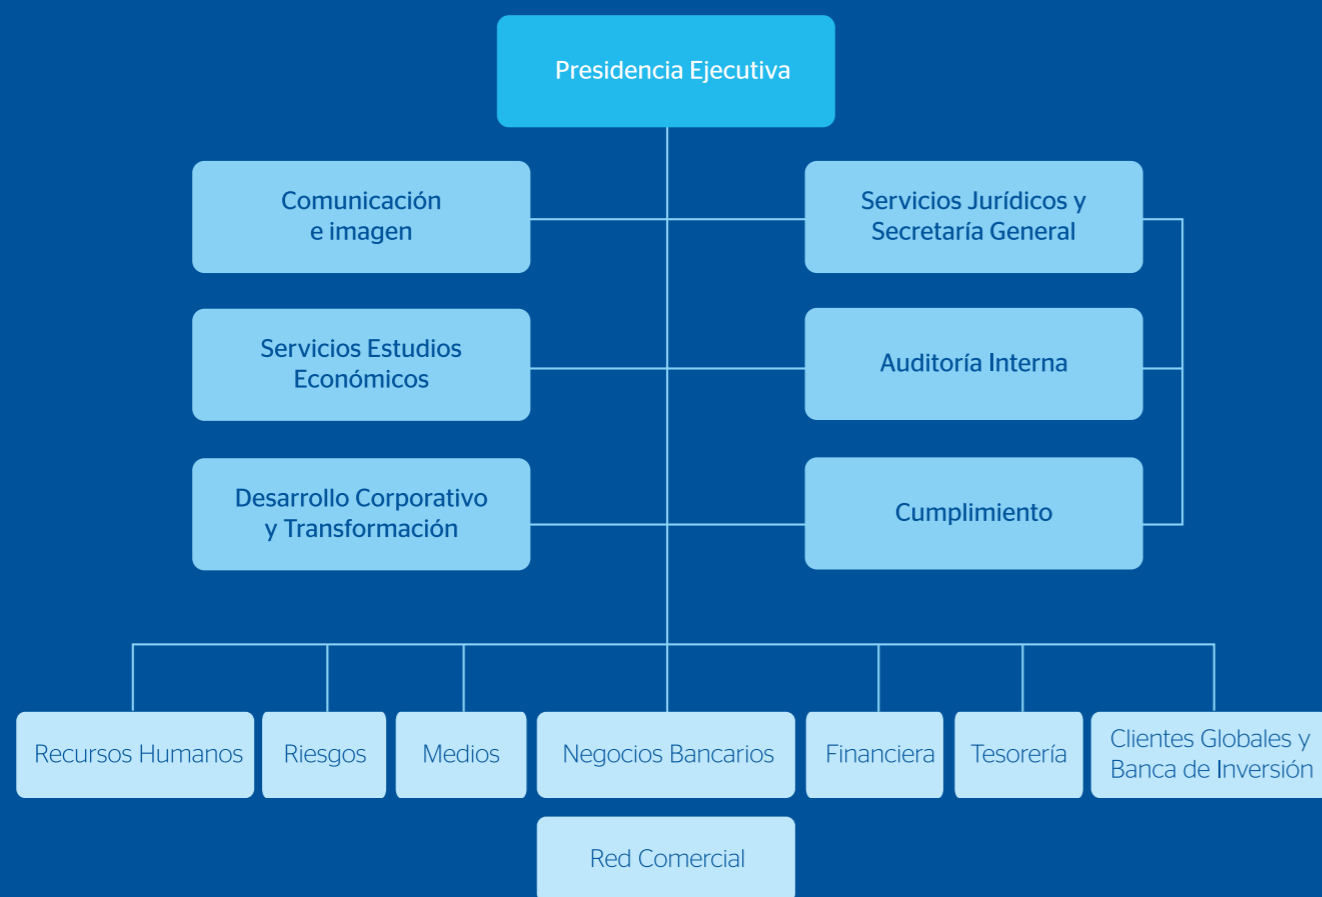 Presidencia Ejecutiva
Comunicación
e imagen
Servicios Jurídicos y
Secretaría General
Servicios Estudios
Económicos
Auditoría Interna
Desarrollo Corporativo
y Transformación
Cumplimiento
Recursos Humanos
Riesgos
Medios
Negocios Bancarios
Financiera
Tesorería
Clientes Globales y
Banca de Inversión
Red Comercial